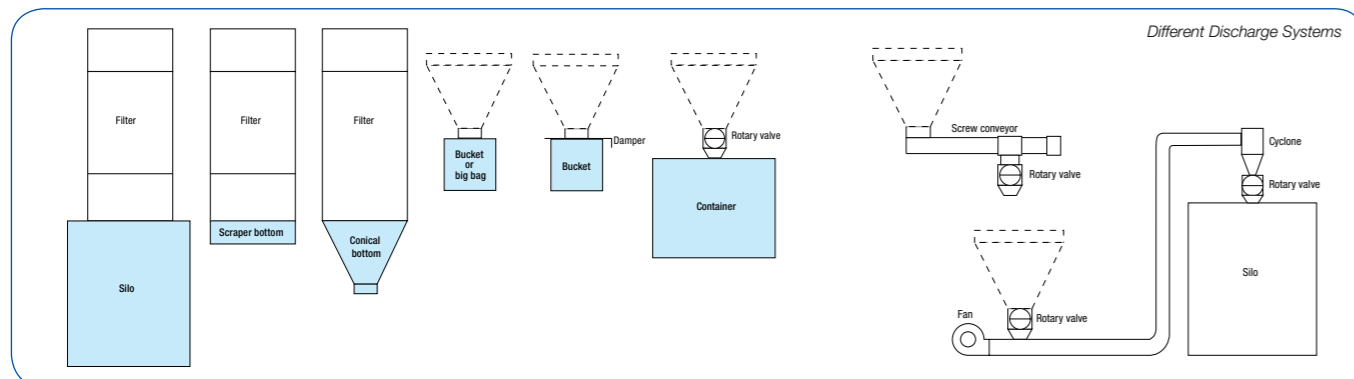 Different Discharge Systems
Filter
Filter
Filter
Silo
Scraper bottom
Conical
bottom
Bucket
or
big bag
Damper
Bucket
Rotary valve
Container
Screw conveyor
Rotary valve
Cyclone
Rotary valve
Silo
Fan
Rotary valve